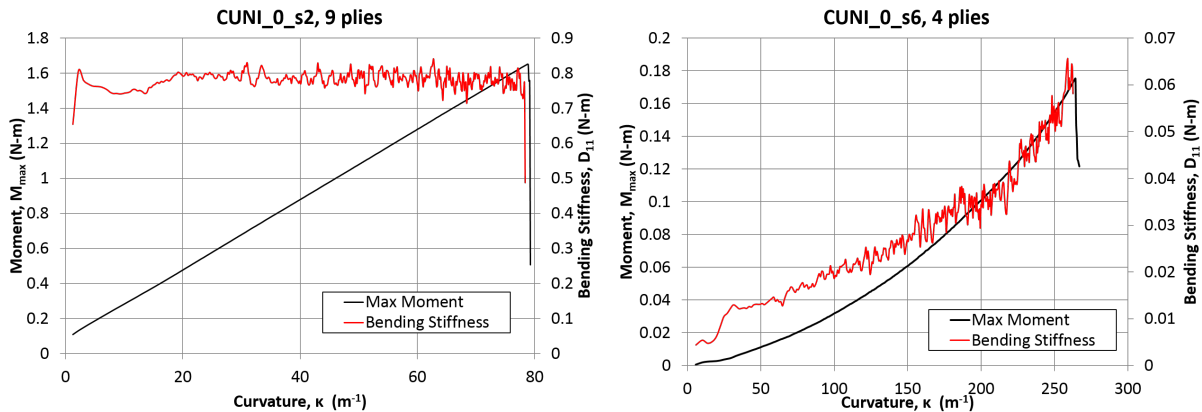 CUNI_0_s2, 9 plies
1.8
1.6
1.4
1.2
1
0.8
0.6
0.4
0.2
0
Moment, Mmax (N-m)
0.9
0.8
0.7
0.6
0.5
0.4
0.3
0.2
0.1
0
Bending Stiffness, D11 (N-m)
Max Moment
Bending Stiffness
0 20 40 60 80
Curvature, κ (m-1)
CUNI_0_s6, 4 plies
0.2
0.18
0.16
0.14
0.12
0.1
0.08
0.06
0.04
0.02
0
Moment, Mmax (N-m)
0.07
0.06
0.05
0.04
0.03
0.02
0.01
0
Bending Stiffness, D11 (N-m)
Max Moment
Bending Stiffness
0 50 100 150 200 250 300
Curvature, κ (m-1)